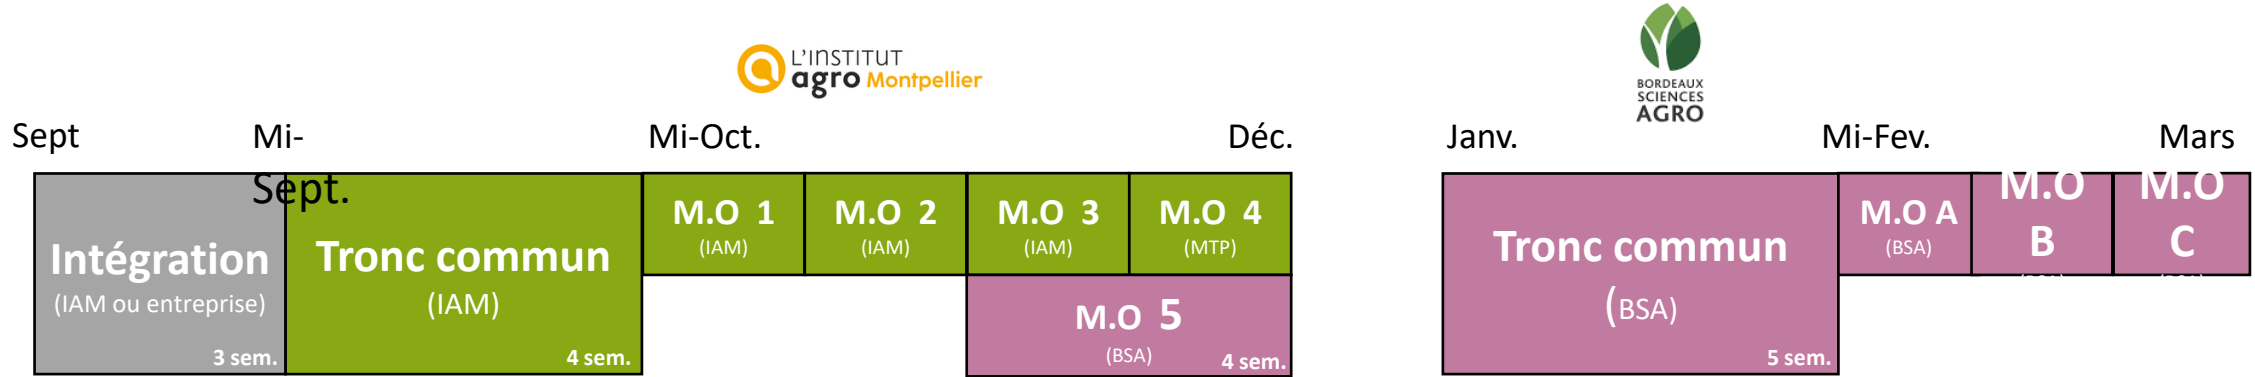 L'INSTITUT
agro Montpellier
BORDEAUX
SCIENCES
AGRO
Sept
Mi-
Sept.
Mi-Oct.
Déc.
Janv.
Mi-Fev.
Mars
Intégration
(IAM ou entreprise)
3 sem.
Tronc commun
(IAM)
4 sem.
M.O 1
(IAM)
M.O 2
(IAM)
M.O 3
(IAM)
M.O 4
(MTP)
M.O 5
(BSA)
4 sem.
Tronc commun
(BSA)
5 sem.
M.O A
(BSA)
M.O
B
M.O
C